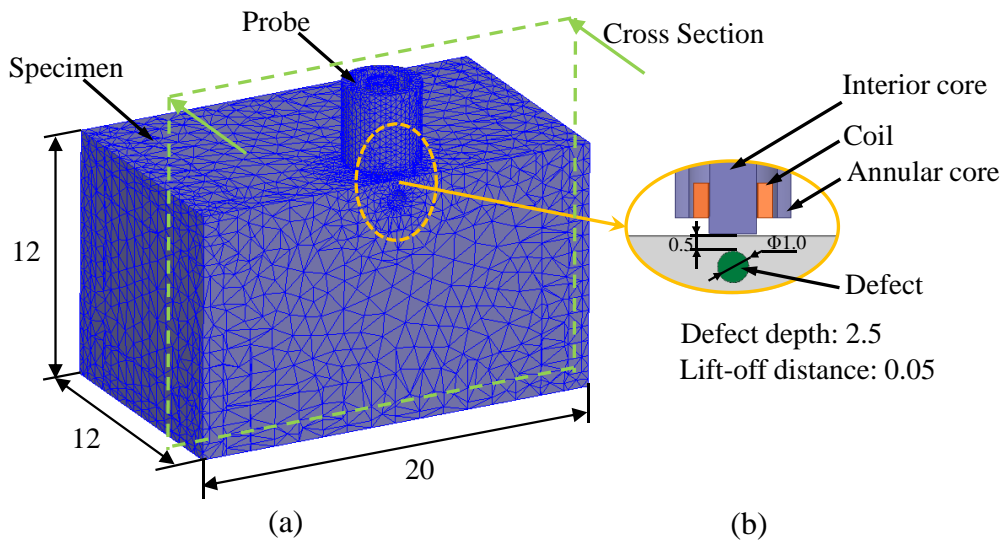 Probe
Cross Section
Specimen
Interior core
Coil
Annular core
12
0.5
Φ1.0
Defect
Defect depth: 2.5
Lift-off distance: 0.05
12
20
(a)
(b)